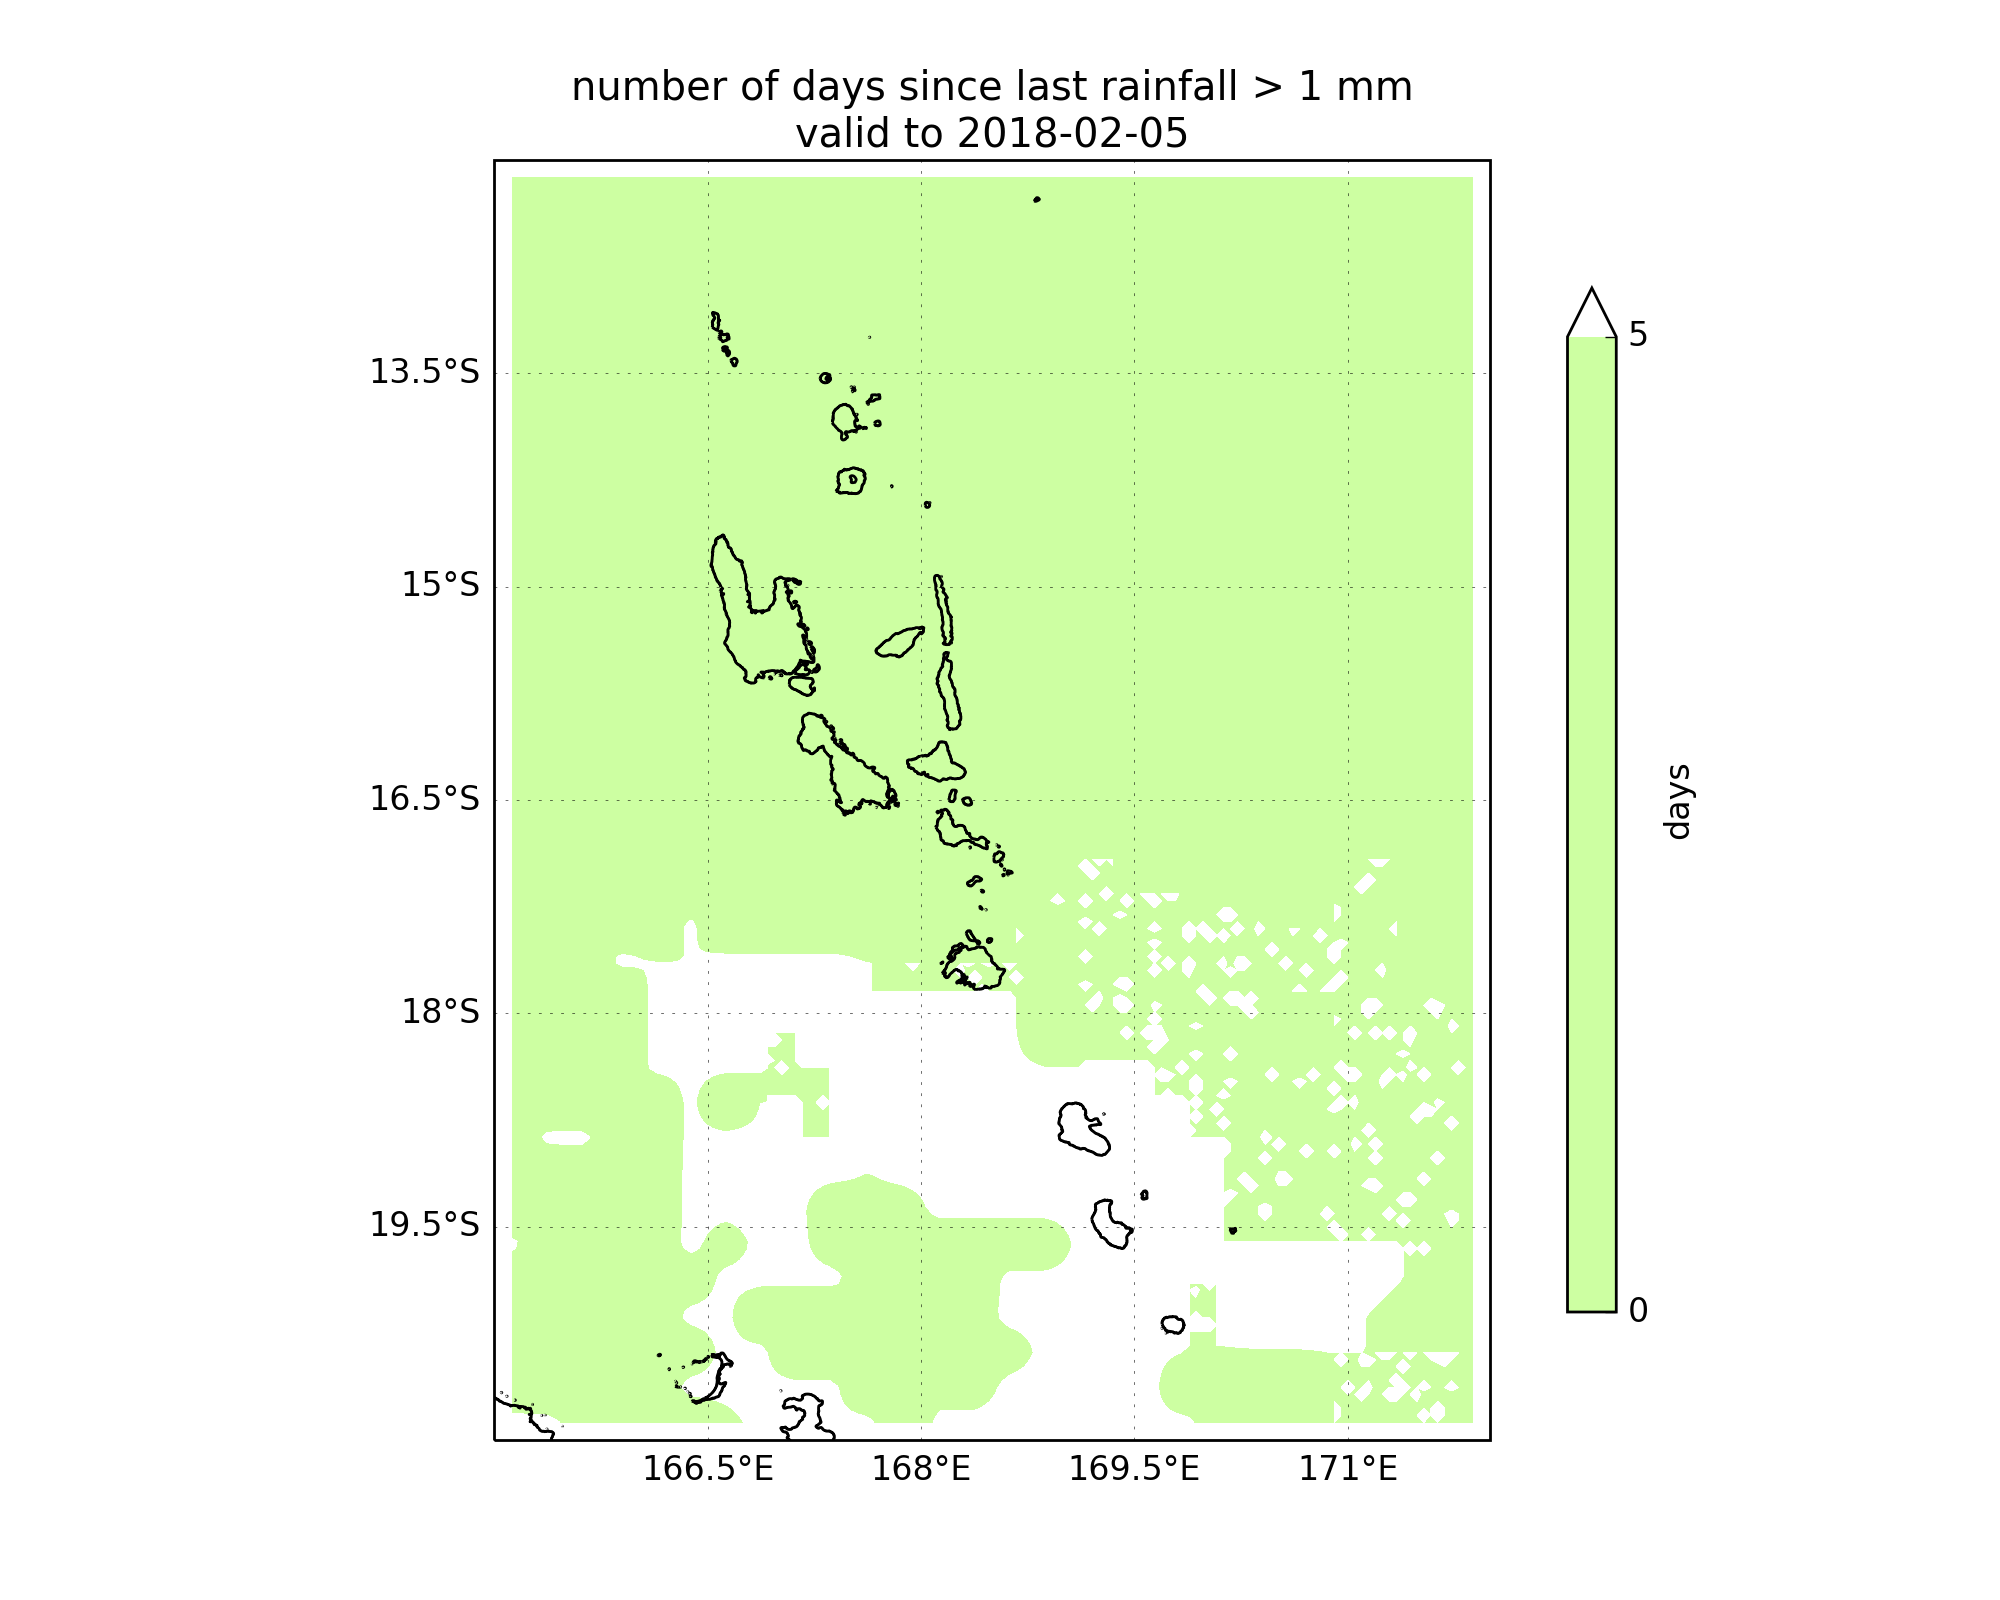 number of days since last rainfall > 1 mm
valid to 2018-02-05
13.5°S
15°S
16.5°S
18°S
19.5°S
166.5°E
168°E
169.5°E
171°E
5
0
days